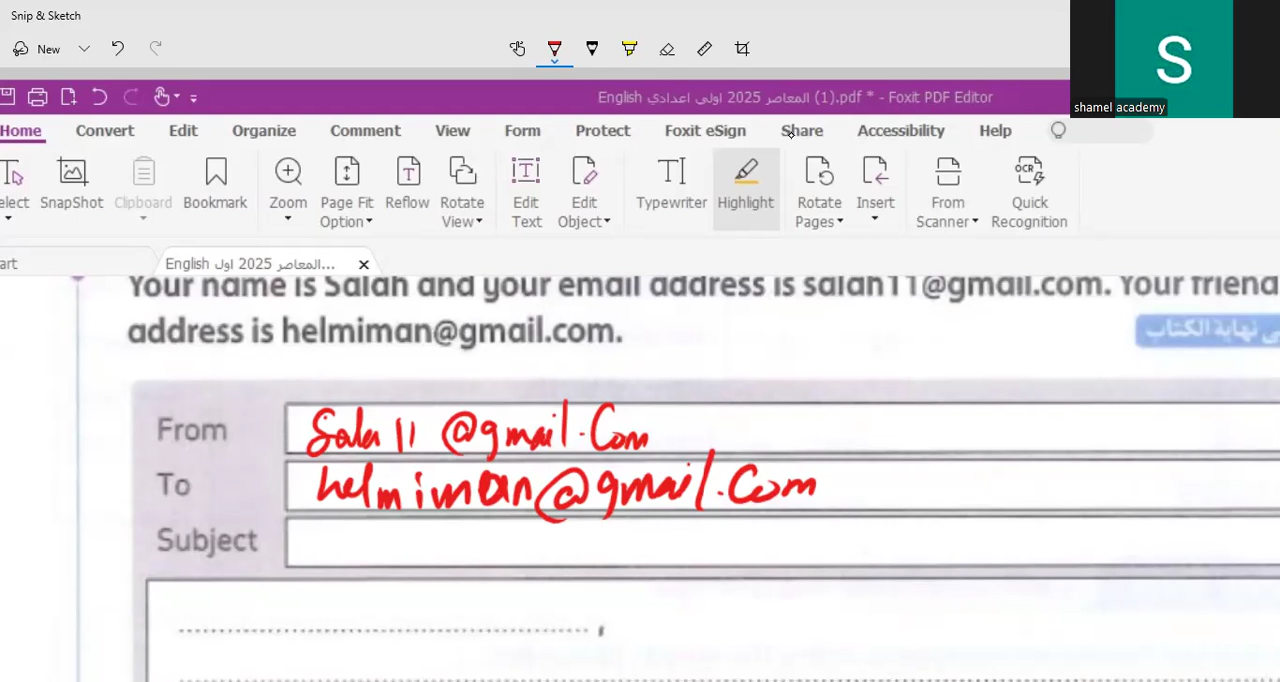 Snip & Sketch
New
S
shamel academy
English المعاصر 2025 اولى اعدادي (1).pdf * - Foxit PDF Editor
Home Convert Edit Organize Comment View Form Protect Foxit eSign Share Accessibility Help
elect SnapShot Clipboard Bookmark Zoom Page Fit Option Reflow Rotate View Edit Text Edit Object Typewriter Highlight Rotate Pages Insert From Scanner Quick Recognition
OCR
art
English المعاصر 2025 اول...
Your name is Salah and your email address is salah11@gmail.com. Your friend
address is helmiman@gmail.com.
نهاية الكتاب
From Sala11@gmail.Com
To helmiman@gmail.Com
Subject
,